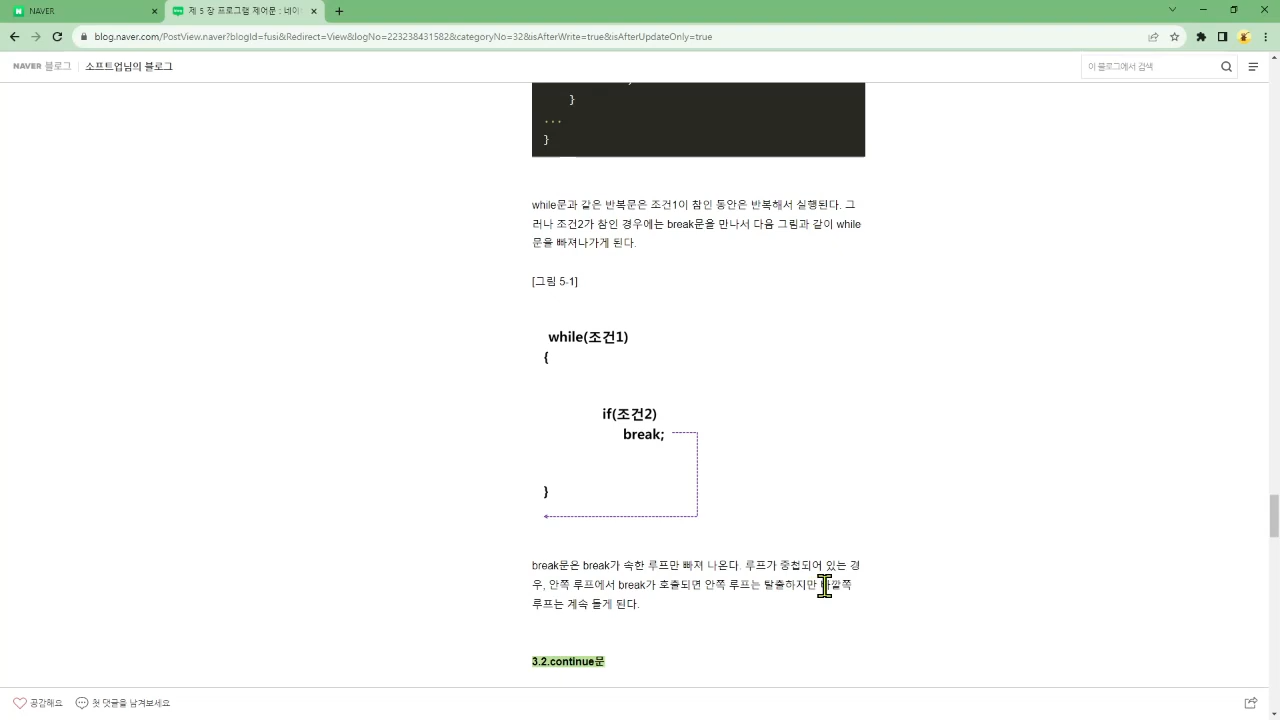 NAVER
제 5 장 프로그램 제어문 : 네이
blog.naver.com/PostView.naver?blogId=fusi&Redirect=View&logNo=223238431582&categoryNo=32&isAfterWrite=true&isAfterUpdateOnly=true
NAVER 블로그 소프트업님의 블로그
이 블로그에서 검색
}
...
}
while문과 같은 반복문은 조건1이 참인 동안은 반복해서 실행된다. 그
러나 조건2가 참인 경우에는 break문을 만나서 다음 그림과 같이 while
문을 빠져나가게 된다.
[그림 5-1]
while(조건1)
{
if(조건2)
break;
}
break문은 break가 속한 루프만 빠져 나온다. 루프가 중첩되어 있는 경
우, 안쪽 루프에서 break가 호출되면 안쪽 루프는 탈출하지만 바깥쪽
루프는 계속 돌게 된다.
3.2.continue문
공감해요 첫 댓글을 남겨보세요